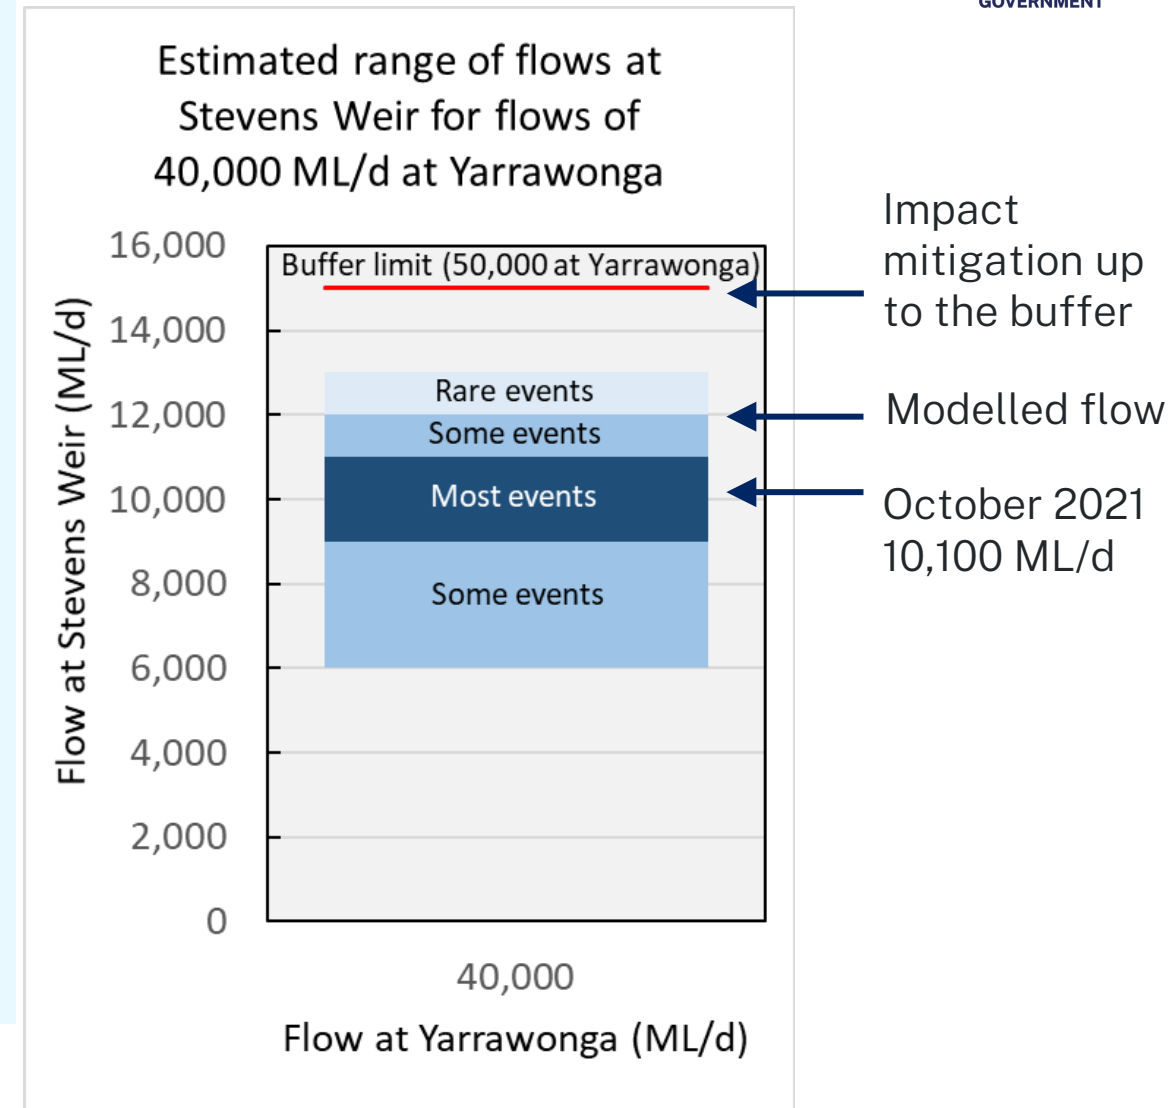 GOVERNMENT
Estimated range of flows at
Stevens Weir for flows of
40,000 ML/d at Yarrawonga
Flow at Stevens Weir (ML/d)
16,000
14,000
12,000
10,000
8,000
6,000
4,000
2,000
0
Buffer limit (50,000 at Yarrawonga)
Rare events
Some events
Most events
Some events
40,000
Flow at Yarrawonga (ML/d)
Impact
mitigation up
to the buffer
Modelled flow
October 2021
10,100 ML/d